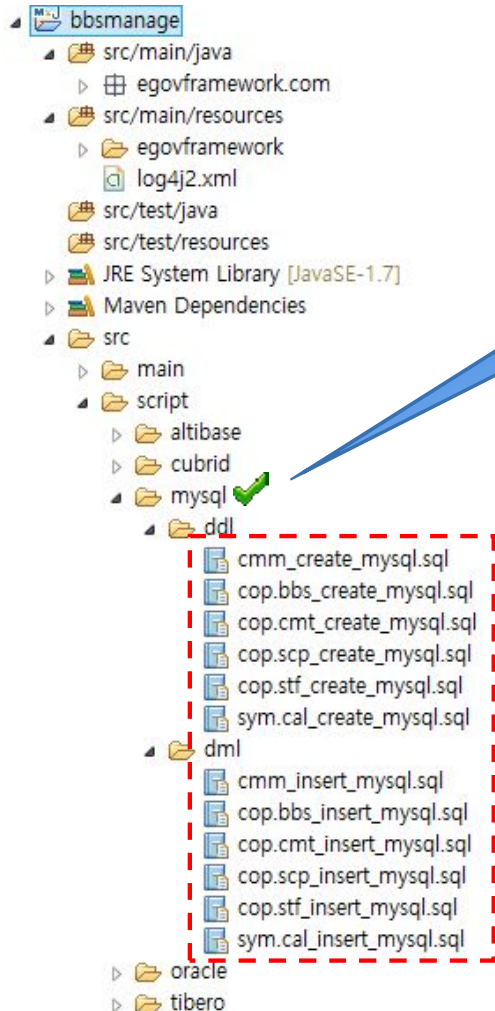 bbsmanage
src/main/java
egovframework.com
src/main/resources
egovframework
log4j2.xml
src/test/java
src/test/resources
JRE System Library [JavaSE-1.7]
Maven Dependencies
src
main
script
altibase
cubrid
mysql
ddl
cmm_create_mysql.sql
cop.bbs_create_mysql.sql
cop.cmt_create_mysql.sql
cop.scp_create_mysql.sql
cop.stf_create_mysql.sql
sym.cal_create_mysql.sql
dml
cmm_insert_mysql.sql
cop.bbs_insert_mysql.sql
cop.cmt_insert_mysql.sql
cop.scp_insert_mysql.sql
cop.stf_insert_mysql.sql
sym.cal_insert_mysql.sql
oracle
tibero